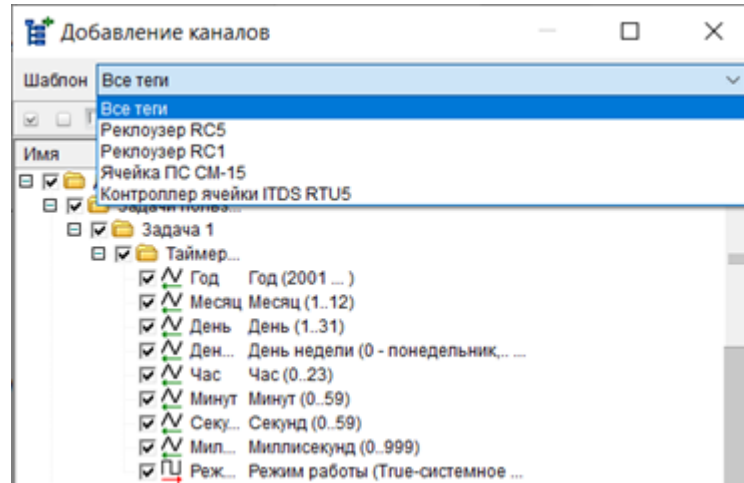 Добавление каналов
Шаблон Все теги
Все теги
Реклоузер RC5
Реклоузер RC1
Ячейка ПС СМ-15
Контроллер ячейки ITDS RTU5
Имя
Задачи польз...
Задача 1
Таймер...
Год Год (2001 ... )
Месяц Месяц (1..12)
День День (1..31)
Ден... День недели (0 - понедельник,.. ...
Час Час (0..23)
Минут Минут (0..59)
Секу... Секунд (0..59)
Мил... Миллисекунд (0..999)
Реж... Режим работы (True-системное ...